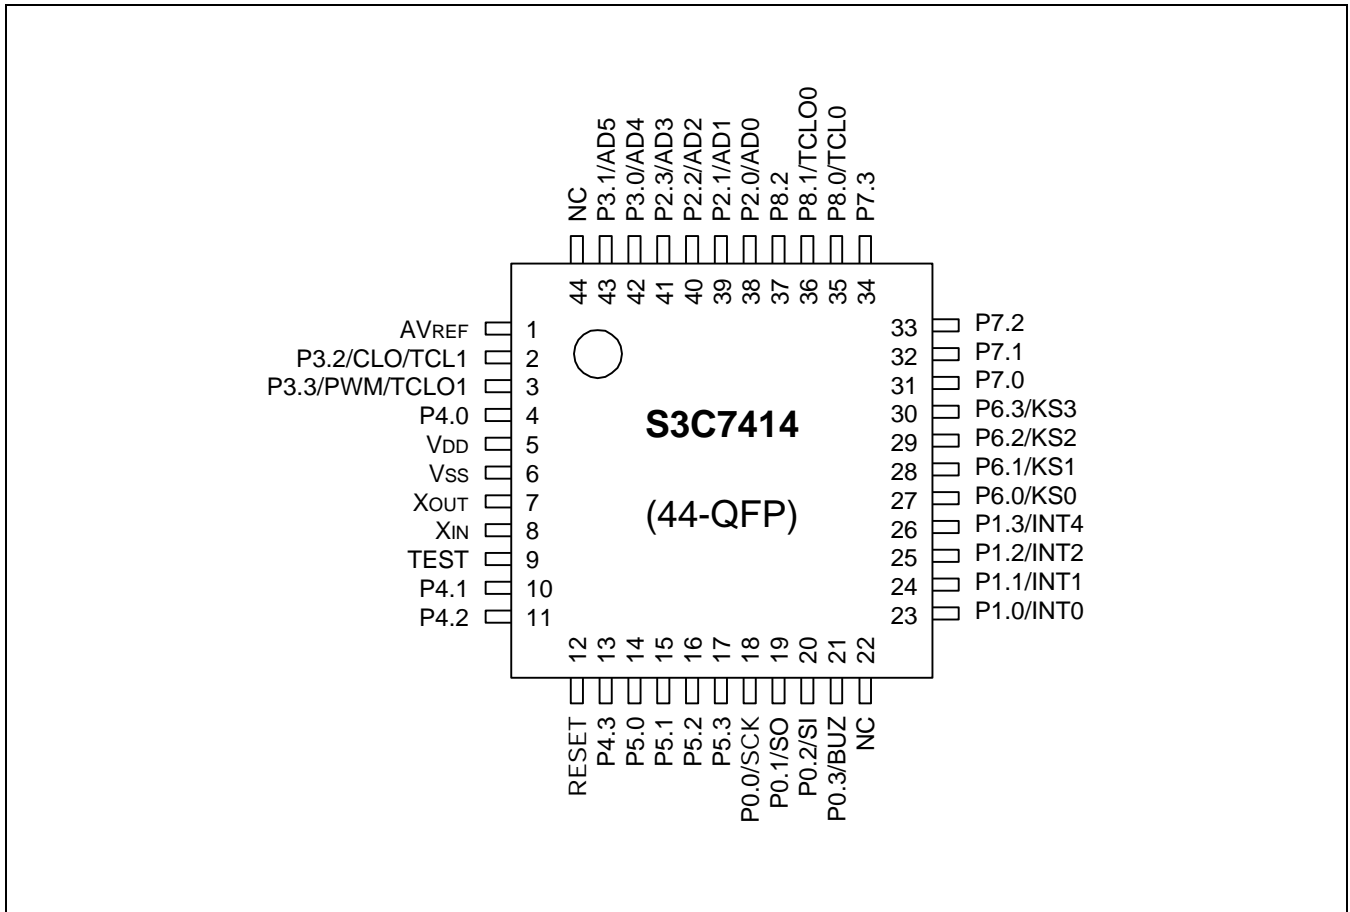 NC
P3.1/AD5
P3.0/AD4
P2.3/AD3
P2.2/AD2
P2.1/AD1
P2.0/AD0
P8.2
P8.1/TCLO0
P8.0/TCL0
P7.3
44
43
42
41
40
39
38
37
36
35
34
AVREF 1
P3.2/CLO/TCL1 2
P3.3/PWM/TCLO1 3
P4.0 4
VDD 5
VSS 6
XOUT 7
XIN 8
TEST 9
P4.1 10
P4.2 11
S3C7414
(44-QFP)
33 P7.2
32 P7.1
31 P7.0
30 P6.3/KS3
29 P6.2/KS2
28 P6.1/KS1
27 P6.0/KS0
26 P1.3/INT4
25 P1.2/INT2
24 P1.1/INT1
23 P1.0/INT0
12
13
14
15
16
17
18
19
20
21
22
RESET
P4.3
P5.0
P5.1
P5.2
P5.3
P0.0/SCK
P0.1/SO
P0.2/SI
P0.3/BUZ
NC